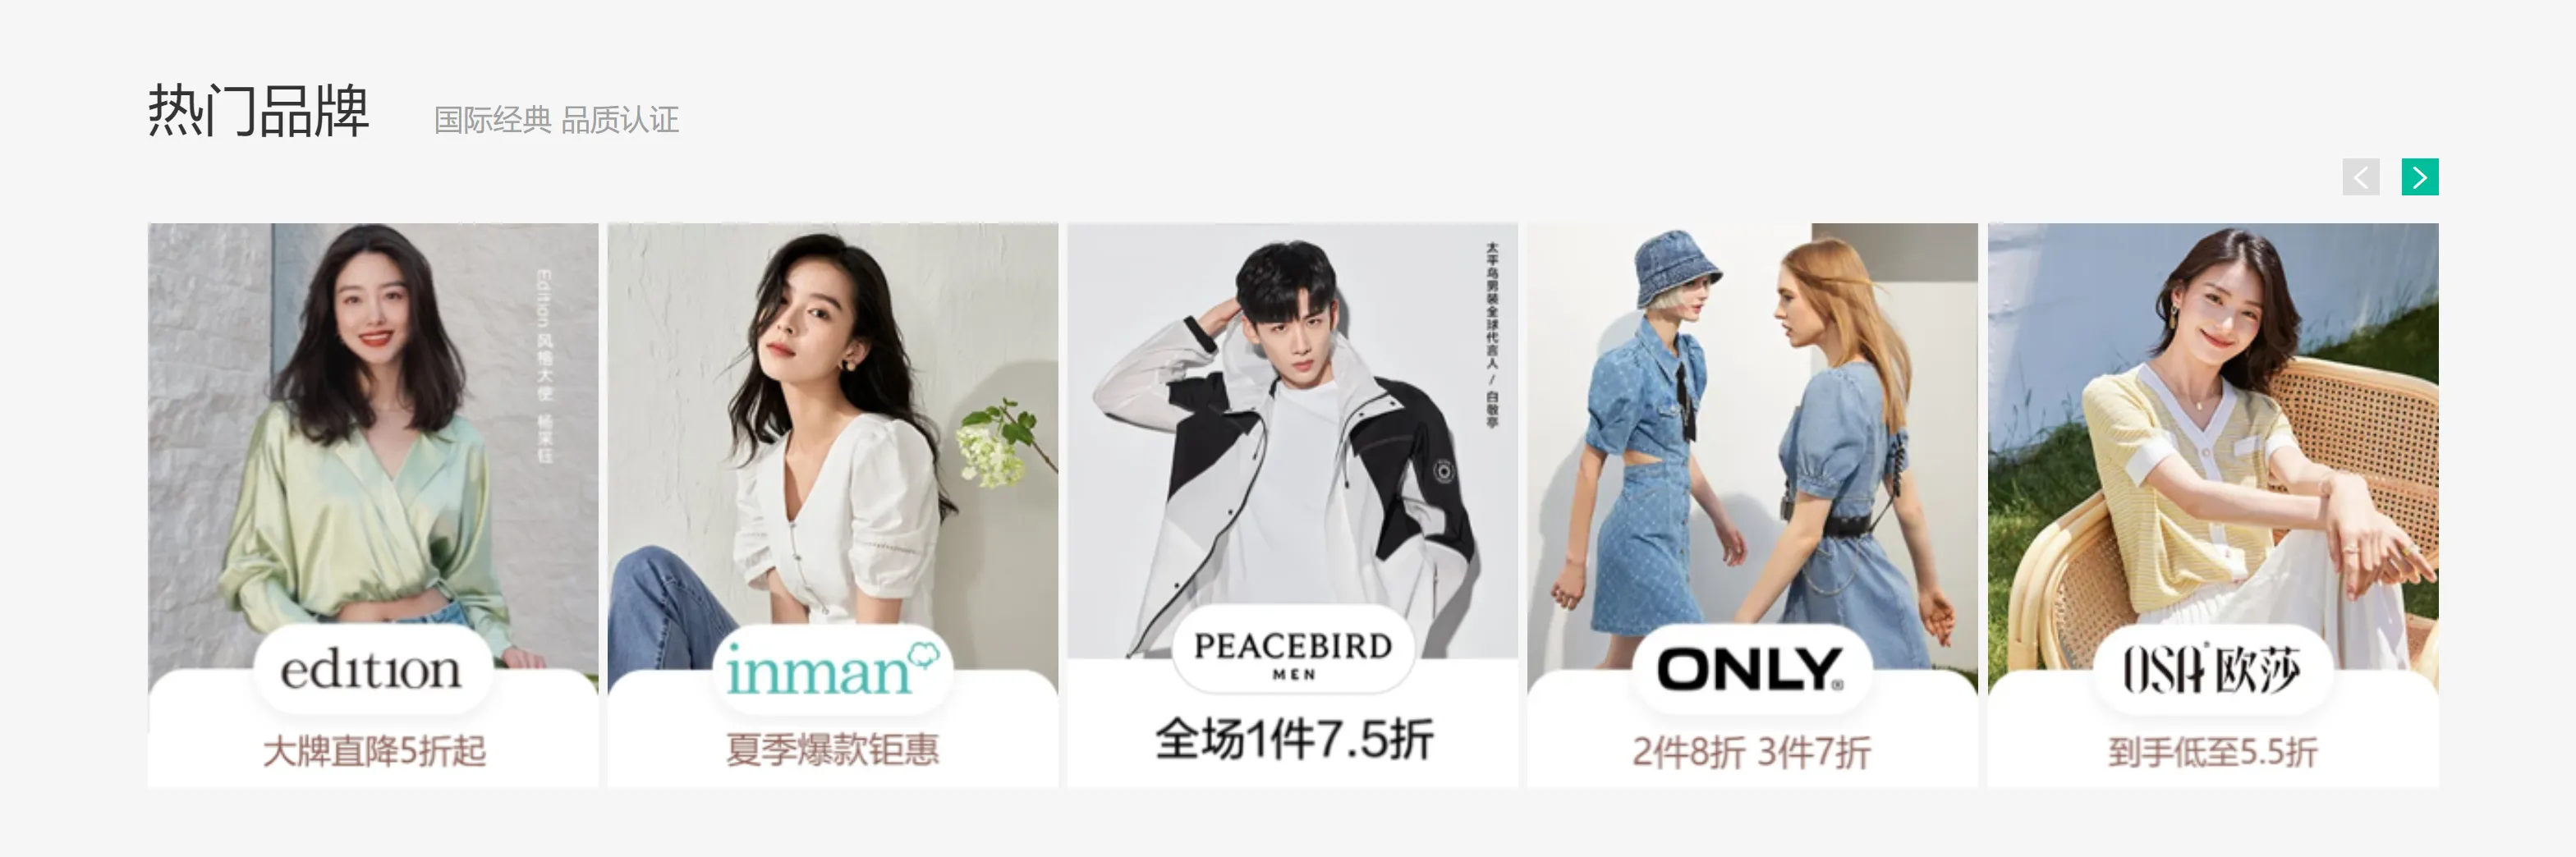 热门品牌
国际经典 品质认证
Edition 风格大使 杨采钰
edition
大牌直降5折起
inman
夏季爆款钜惠
太平鸟男装全球代言人 / 白敬亭
PEACEBIRD
MEN
全场1件7.5折
ONLY®
2件8折 3件7折
OSA®欧莎
到手低至5.5折